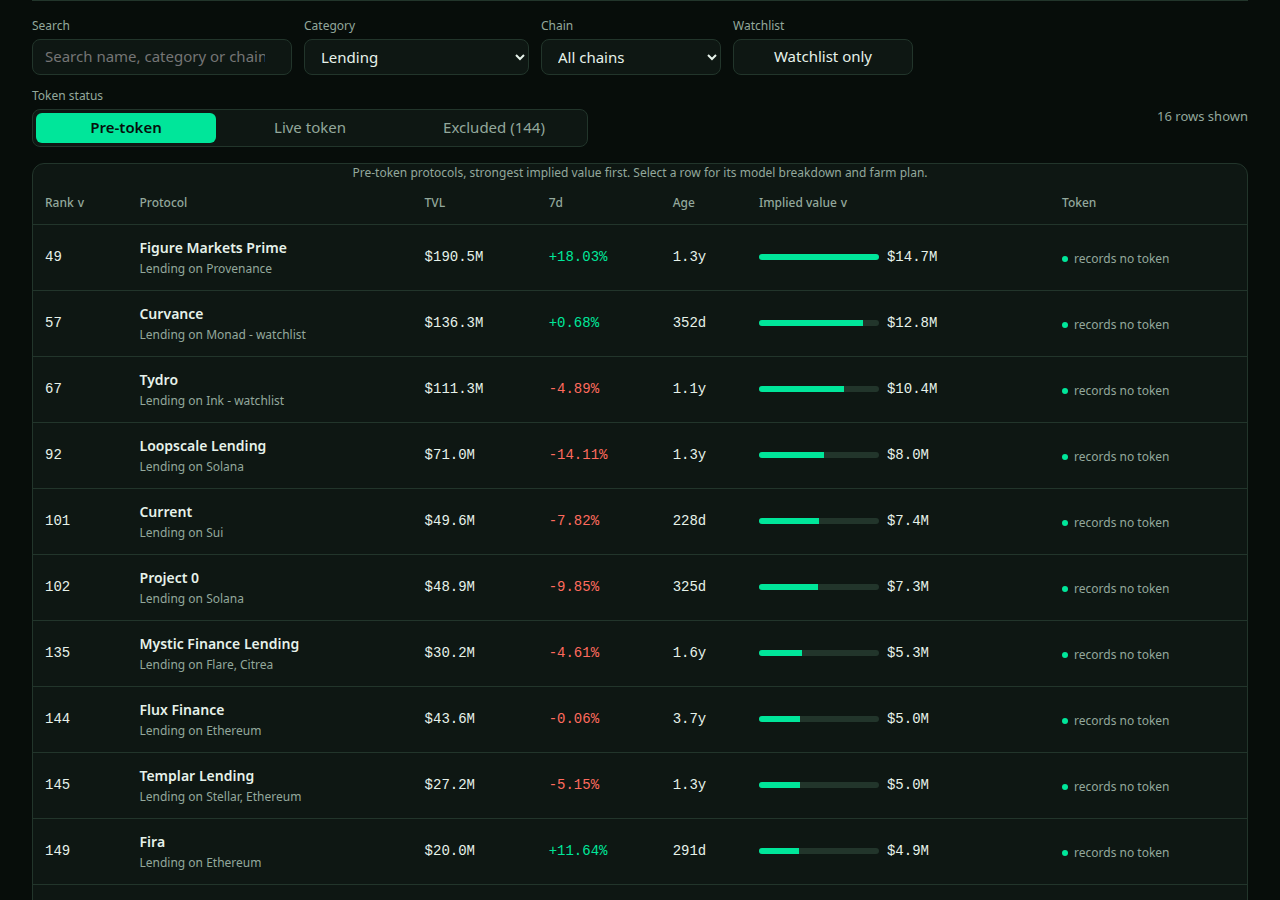 Search Category Chain Watchlist
Search name, category or chain Lending All chains Watchlist only
Token status
Pre-token Live token Excluded (144) 16 rows shown
Pre-token protocols, strongest implied value first. Select a row for its model breakdown and farm plan.
Rank v Protocol TVL 7d Age Implied value v Token
49 Figure Markets Prime $190.5M +18.03% 1.3y $14.7M records no token
Lending on Provenance
57 Curvance $136.3M +0.68% 352d $12.8M records no token
Lending on Monad - watchlist
67 Tydro $111.3M -4.89% 1.1y $10.4M records no token
Lending on Ink - watchlist
92 Loopscale Lending $71.0M -14.11% 1.3y $8.0M records no token
Lending on Solana
101 Current $49.6M -7.82% 228d $7.4M records no token
Lending on Sui
102 Project 0 $48.9M -9.85% 325d $7.3M records no token
Lending on Solana
135 Mystic Finance Lending $30.2M -4.61% 1.6y $5.3M records no token
Lending on Flare, Citrea
144 Flux Finance $43.6M -0.06% 3.7y $5.0M records no token
Lending on Ethereum
145 Templar Lending $27.2M -5.15% 1.3y $5.0M records no token
Lending on Stellar, Ethereum
149 Fira $20.0M +11.64% 291d $4.9M records no token
Lending on Ethereum